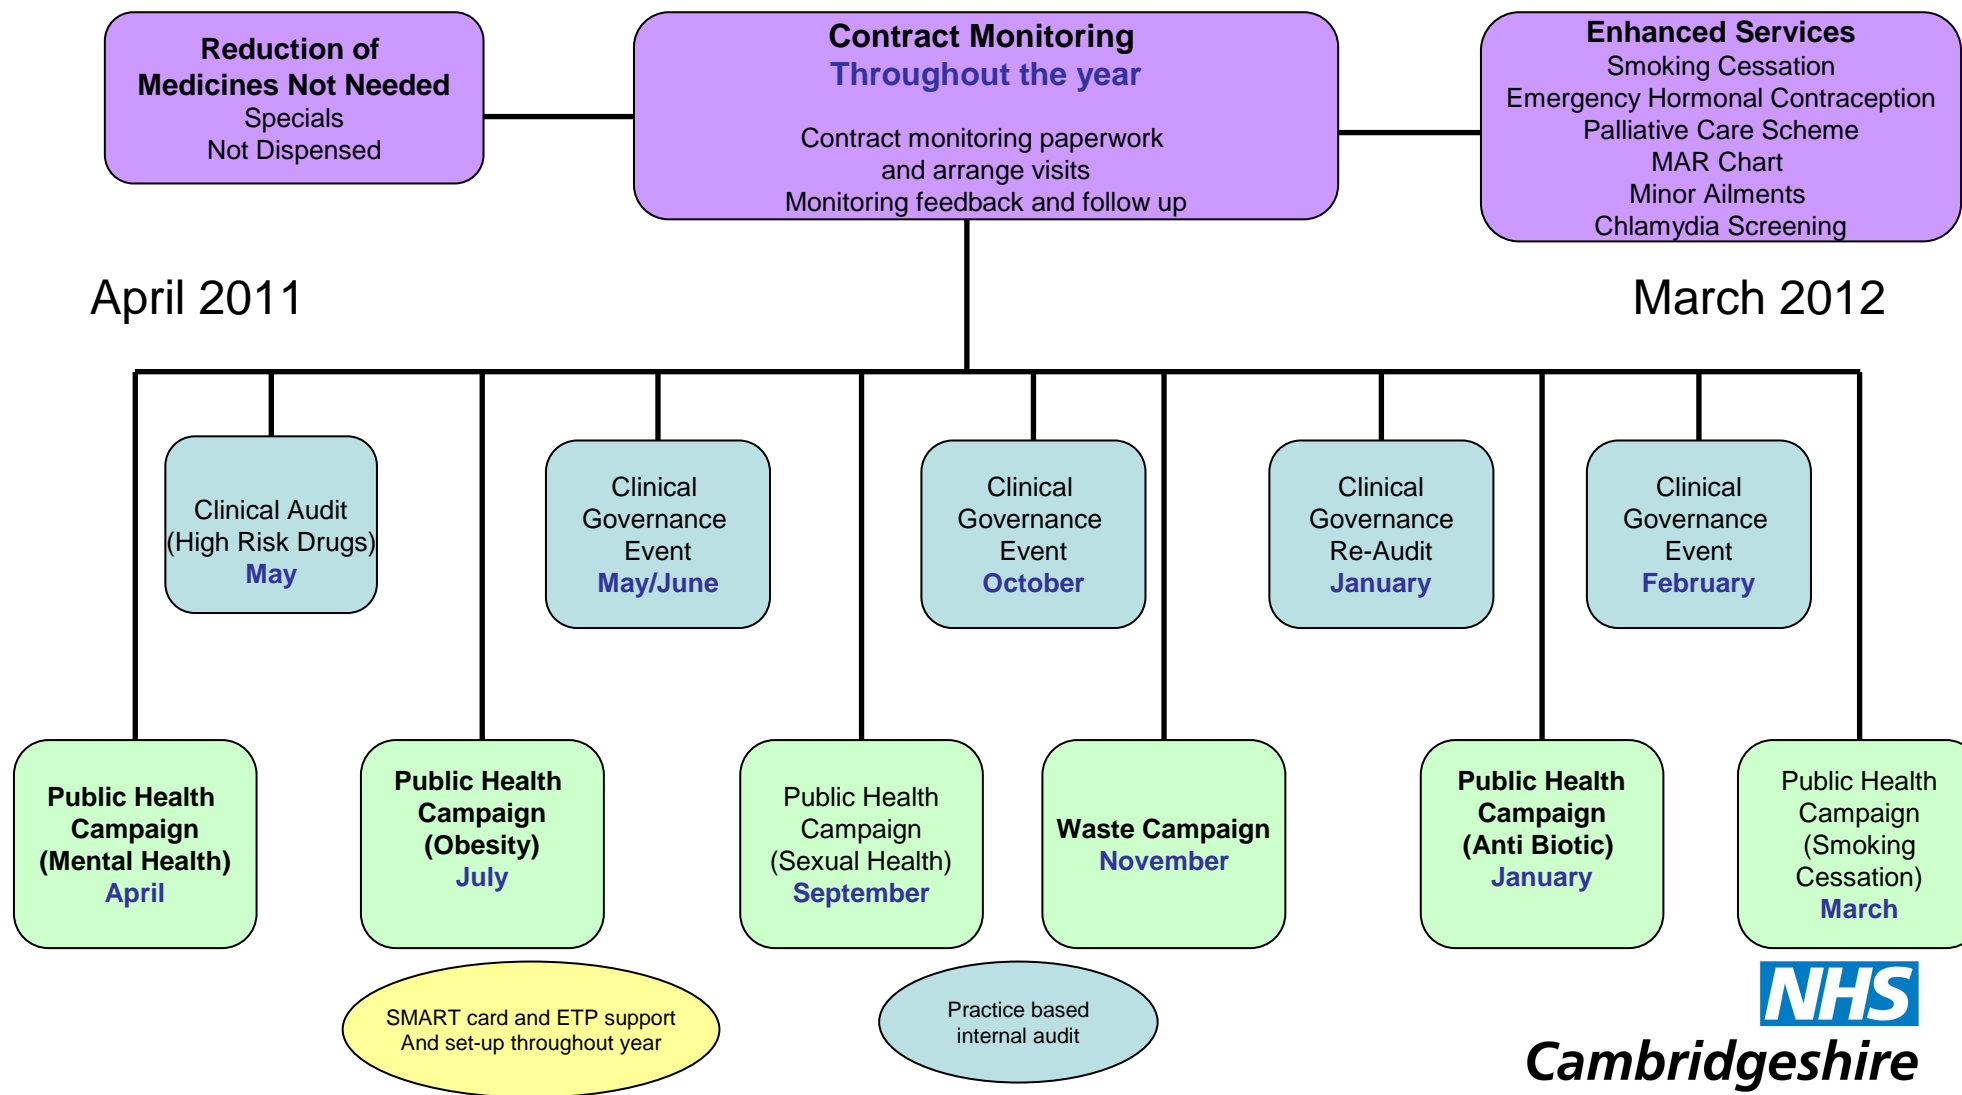 Reduction of
Medicines Not Needed
Specials
Not Dispensed
Contract Monitoring
Throughout the year
Contract monitoring paperwork
and arrange visits
Monitoring feedback and follow up
Enhanced Services
Smoking Cessation
Emergency Hormonal Contraception
Palliative Care Scheme
MAR Chart
Minor Ailments
Chlamydia Screening
April 2011
March 2012
Clinical Audit
(High Risk Drugs)
May
Clinical
Governance
Event
May/June
Clinical
Governance
Event
October
Clinical
Governance
Re-Audit
January
Clinical
Governance
Event
February
Public Health
Campaign
(Mental Health)
April
Public Health
Campaign
(Obesity)
July
Public Health
Campaign
(Sexual Health)
September
Waste Campaign
November
Public Health
Campaign
(Anti Biotic)
January
Public Health
Campaign
(Smoking
Cessation)
March
SMART card and ETP support
And set-up throughout year
Practice based
internal audit
NHS
Cambridgeshire